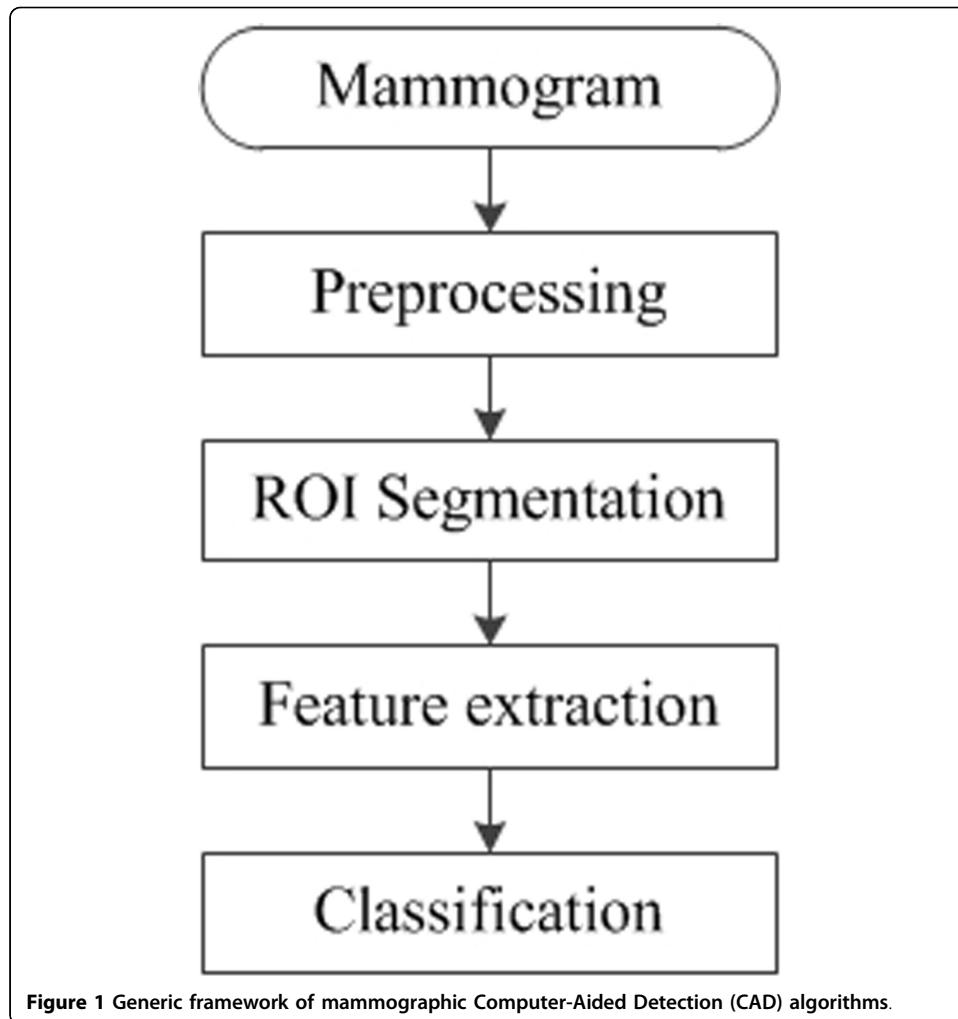 Mammogram
Preprocessing
ROI Segmentation
Feature extraction
Classification
Figure 1 Generic framework of mammographic Computer-Aided Detection (CAD) algorithms.